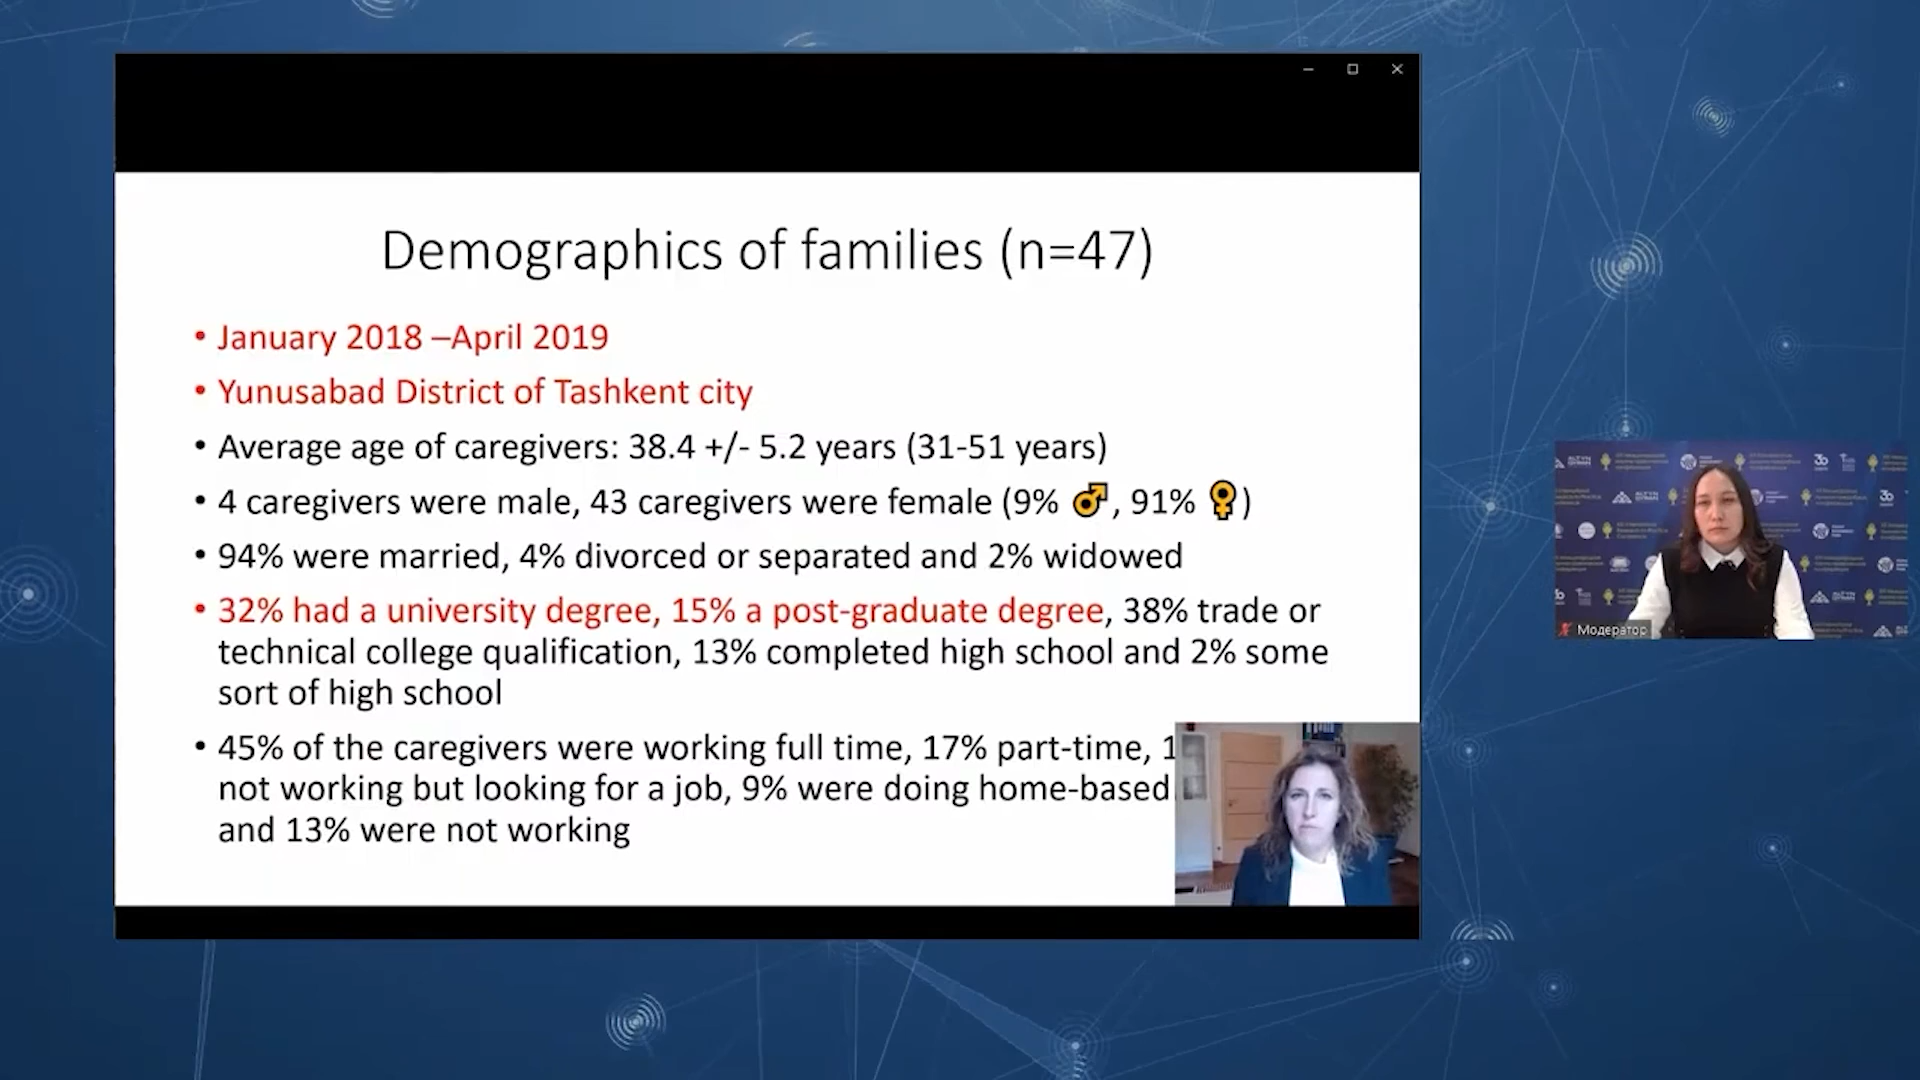 Demographics of families (n=47)
• January 2018 –April 2019
• Yunusabad District of Tashkent city
• Average age of caregivers: 38.4 +/- 5.2 years (31-51 years)
• 4 caregivers were male, 43 caregivers were female (9% ♂, 91% ♀)
• 94% were married, 4% divorced or separated and 2% widowed
• 32% had a university degree, 15% a post-graduate degree, 38% trade or
technical college qualification, 13% completed high school and 2% some
sort of high school
• 45% of the caregivers were working full time, 17% part-time, 1
not working but looking for a job, 9% were doing home-based
and 13% were not working
Модератор